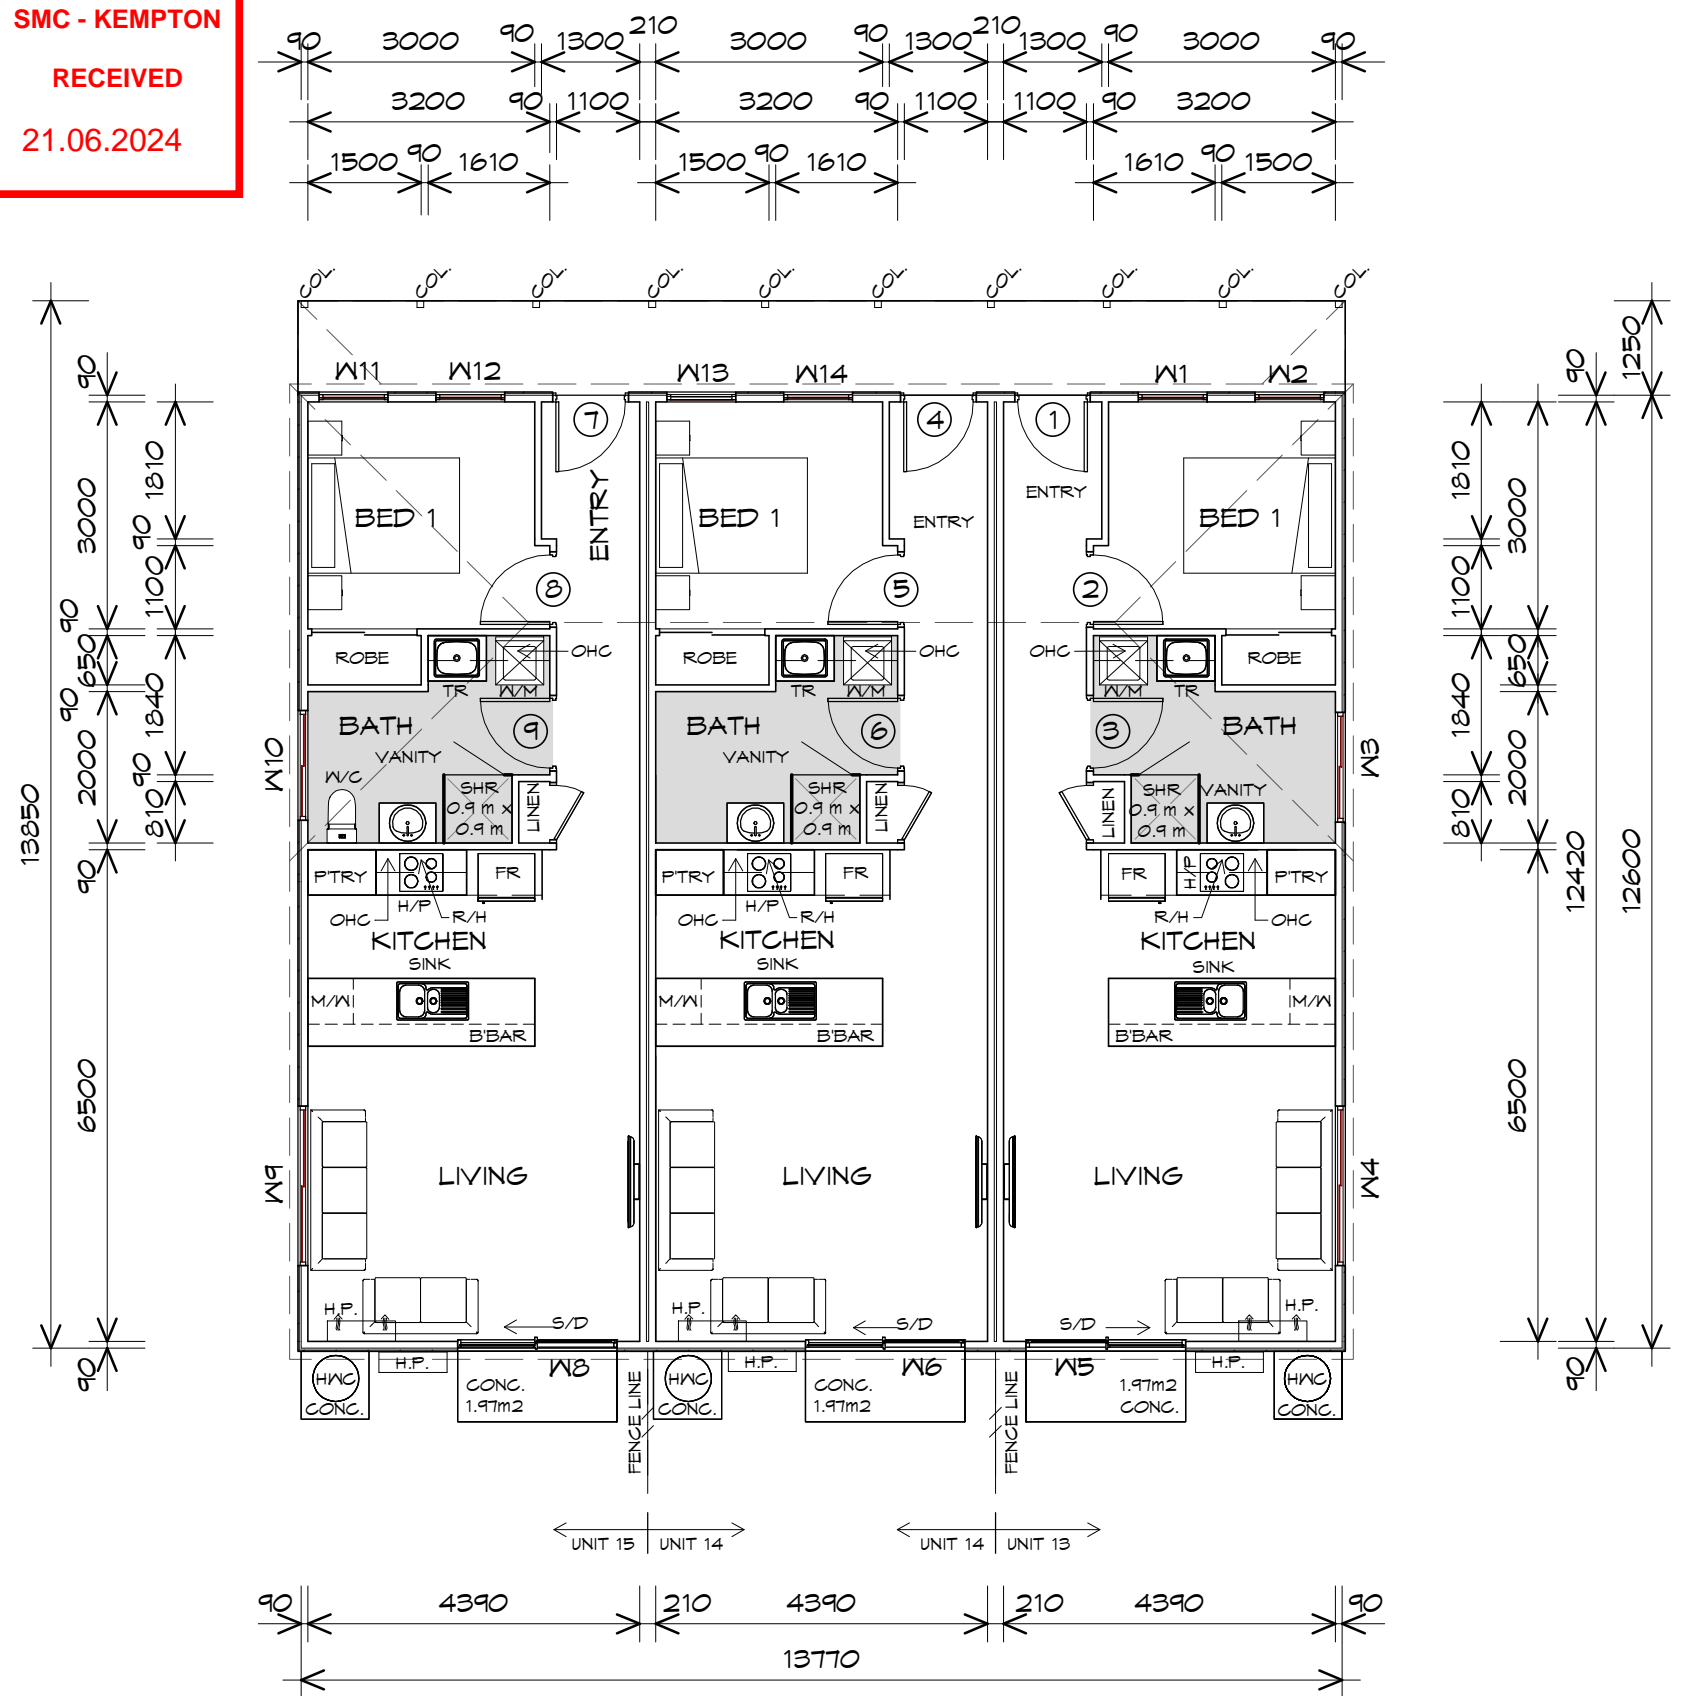 SMC - KEMPTON
RECEIVED
21.06.2024
90 3000 90 1300 210 3000 90 1300 210 1300 90 3000 90
3200 90 1100 3200 90 1100 1100 90 3200
1500 90 1610 1500 90 1610 1610 90 1500
COL. COL. COL. COL. COL. COL. COL. COL. COL. COL.
W11 W12 W13 W14 W1 W2
7 4 1
ENTRY ENTRY ENTRY
BED 1 BED 1 BED 1
8 5 2
ROBE OHC ROBE OHC OHC ROBE
TR W/M TR W/M W/M TR
BATH 9 BATH 6 3 BATH
VANITY VANITY VANITY
W/C
SHR SHR SHR
0.9 m x 0.9 m x 0.9 m x
0.9 m 0.9 m 0.9 m
LINEN LINEN LINEN
P'TRY FR P'TRY FR FR H/P P'TRY
H/P H/P
OHC R/H OHC R/H R/H OHC
KITCHEN KITCHEN KITCHEN
SINK SINK SINK
M/W M/W M/W
B'BAR B'BAR B'BAR
LIVING LIVING LIVING
H.P. S/D H.P. S/D S/D H.P.
H.P. W8 H.P. W6 W5 H.P.
HWC HWC HWC
CONC. CONC. CONC.
CONC. CONC. 1.97m2
1.97m2 1.97m2 CONC.
FENCE LINE FENCE LINE
UNIT 15 UNIT 14 UNIT 14 UNIT 13
W10
W9
W3
W4
13850
90
3000
90
650
90
2000
90
6500
90
1810
90
1100
1840
90
810
1810
1100
1840
810
3000
650
2000
6500
90
12420
90
1250
12600
90 4390 210 4390 210 4390 90
13770